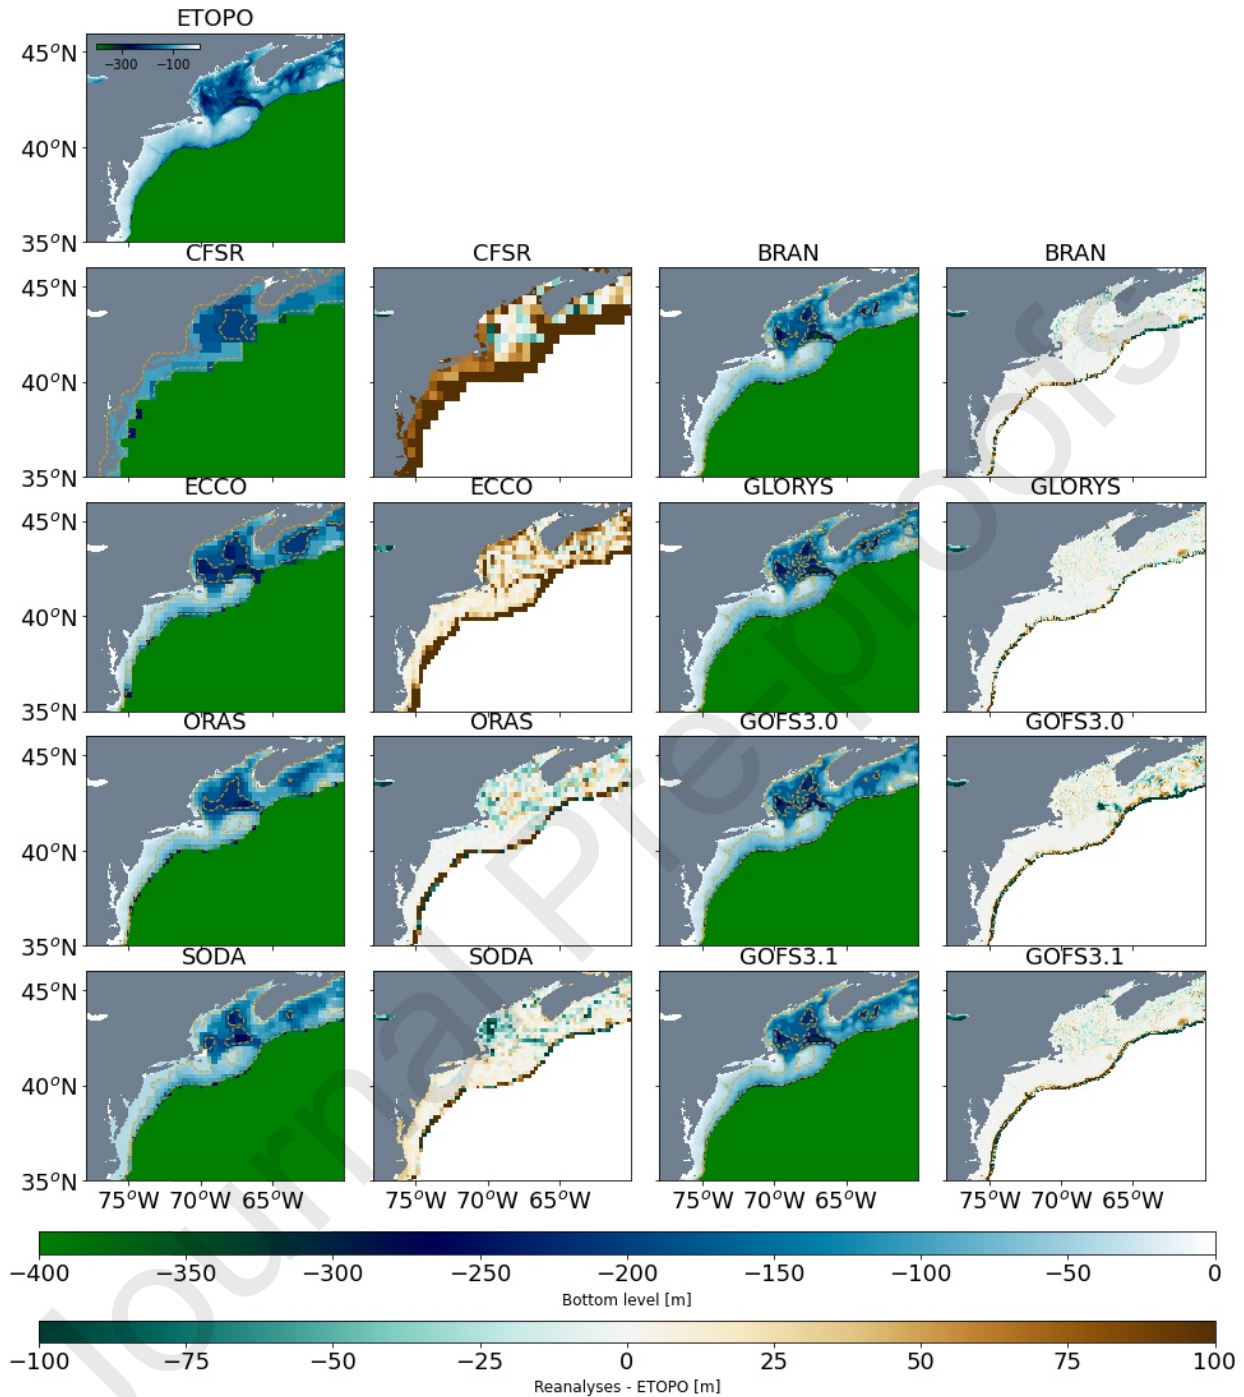 ETOPO
45°N
−300 −100
40°N
35°N
CFSR CFSR BRAN BRAN
45°N
40°N
35°N
ECCO ECCO GLORYS GLORYS
45°N
40°N
35°N
ORAS ORAS GOFS3.0 GOFS3.0
45°N
40°N
35°N
SODA SODA GOFS3.1 GOFS3.1
45°N
40°N
35°N
75°W 70°W 65°W 75°W 70°W 65°W 75°W 70°W 65°W 75°W 70°W 65°W
−400 −350 −300 −250 −200 −150 −100 −50 0
Bottom level [m]
−100 −75 −50 −25 0 25 50 75 100
Reanalyses - ETOPO [m]
Journal Pre-proofs